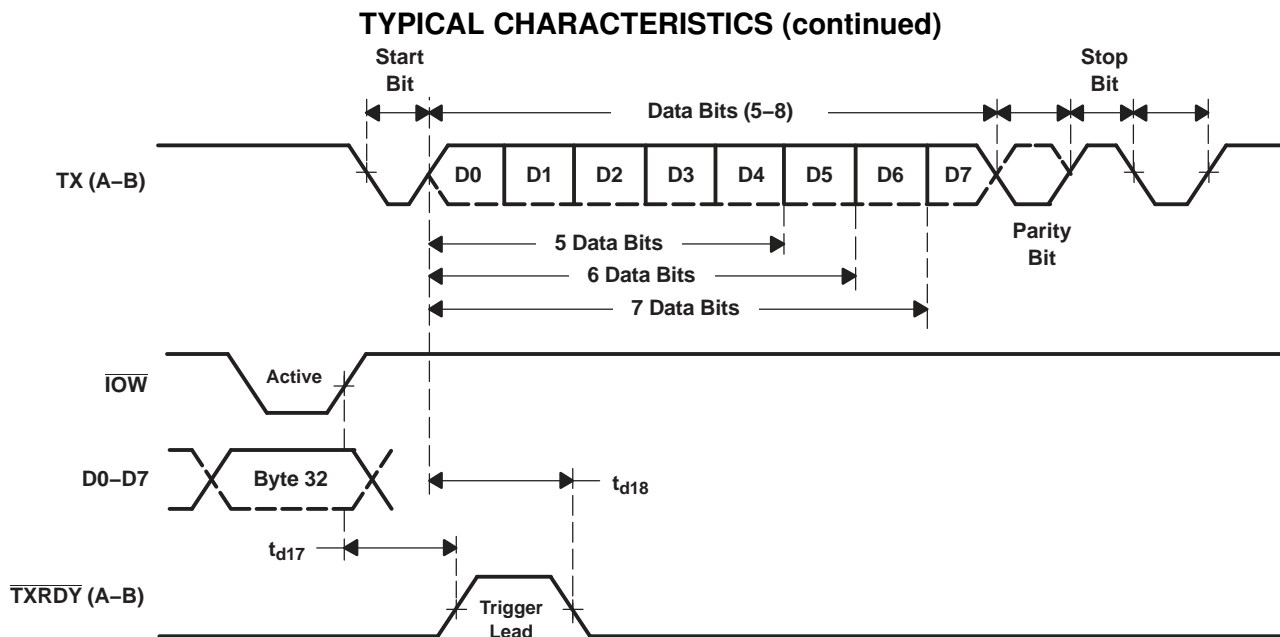 TYPICAL CHARACTERISTICS (continued)
Start
Bit
Stop
Bit
Data Bits (5–8)
TX (A–B)
D0
D1
D2
D3
D4
D5
D6
D7
5 Data Bits
Parity
Bit
6 Data Bits
7 Data Bits
IOW
Active
D0–D7
Byte 32
td18
td17
TXRDY (A–B)
Trigger
Lead